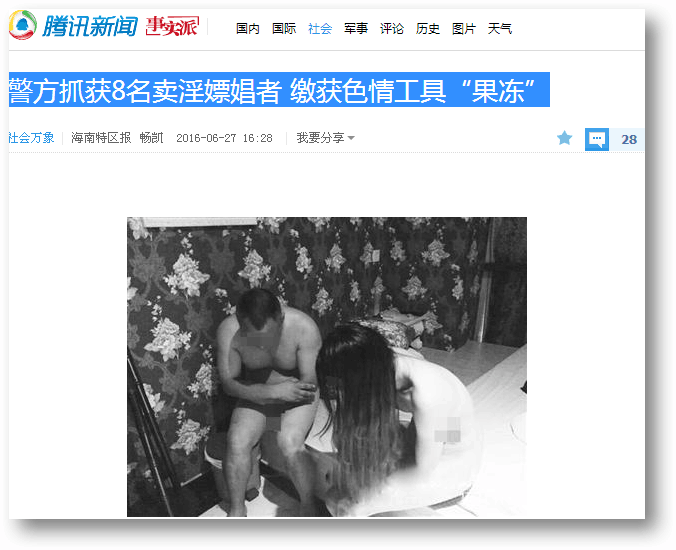 腾讯新闻 事实派 国内 国际 社会 军事 评论 历史 图片 天气
警方抓获8名卖淫嫖娼者 缴获色情工具“果冻”
社会万象 海南特区报 畅凯 2016-06-27 16:28 我要分享 28